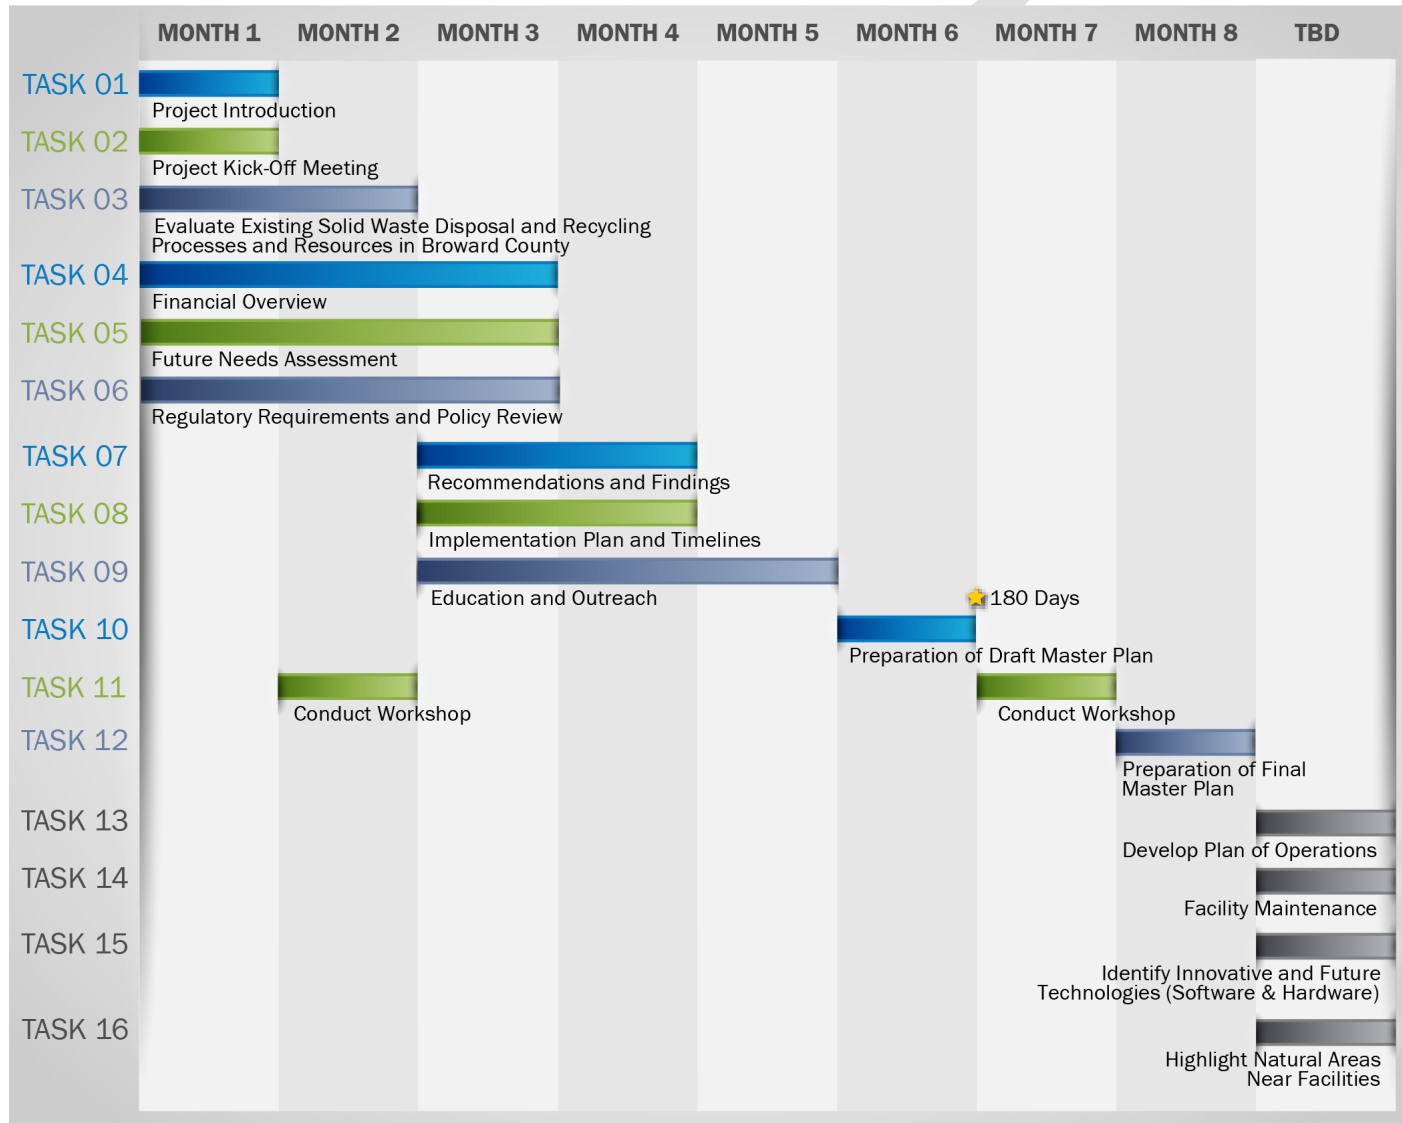 MONTH 1 MONTH 2 MONTH 3 MONTH 4 MONTH 5 MONTH 6 MONTH 7 MONTH 8 TBD
TASK 01
Project Introduction
TASK 02
Project Kick-Off Meeting
TASK 03
Evaluate Existing Solid Waste Disposal and Recycling
Processes and Resources in Broward County
TASK 04
Financial Overview
TASK 05
Future Needs Assessment
TASK 06
Regulatory Requirements and Policy Review
TASK 07
Recommendations and Findings
TASK 08
Implementation Plan and Timelines
TASK 09
Education and Outreach
180 Days
TASK 10
Preparation of Draft Master Plan
TASK 11
Conduct Workshop Conduct Workshop
TASK 12
Preparation of Final
Master Plan
TASK 13
Develop Plan of Operations
TASK 14
Facility Maintenance
TASK 15
Identify Innovative and Future
Technologies (Software & Hardware)
TASK 16
Highlight Natural Areas
Near Facilities